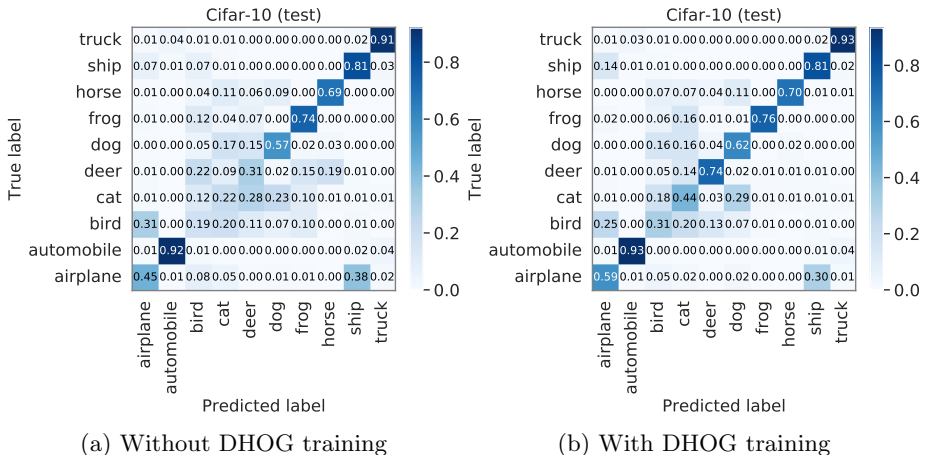 Cifar-10 (test)
truck 0.01 0.04 0.01 0.01 0.00 0.00 0.00 0.00 0.02 0.91
ship 0.07 0.01 0.07 0.01 0.00 0.00 0.00 0.00 0.81 0.03
horse 0.01 0.00 0.04 0.11 0.06 0.09 0.00 0.69 0.00 0.00
frog 0.01 0.00 0.12 0.04 0.07 0.00 0.74 0.00 0.00 0.00
dog 0.00 0.00 0.05 0.17 0.15 0.57 0.02 0.03 0.00 0.00
deer 0.01 0.00 0.22 0.09 0.31 0.02 0.15 0.19 0.00 0.00
cat 0.01 0.00 0.12 0.22 0.28 0.23 0.10 0.01 0.01 0.00
bird 0.31 0.00 0.19 0.20 0.11 0.07 0.10 0.01 0.01 0.00
automobile 0.01 0.92 0.01 0.00 0.00 0.00 0.00 0.00 0.02 0.04
airplane 0.45 0.01 0.08 0.05 0.00 0.01 0.01 0.00 0.38 0.02
airplane
automobile
bird
cat
deer
dog
frog
horse
ship
truck
True label
Predicted label
0.8
0.6
0.4
0.2
0.0
(a) Without DHOG training
Cifar-10 (test)
truck 0.01 0.03 0.01 0.00 0.00 0.00 0.00 0.00 0.02 0.93
ship 0.14 0.01 0.01 0.01 0.00 0.00 0.00 0.00 0.81 0.02
horse 0.01 0.00 0.07 0.07 0.04 0.11 0.00 0.70 0.01 0.01
frog 0.02 0.00 0.06 0.16 0.01 0.01 0.76 0.00 0.00 0.00
dog 0.00 0.00 0.16 0.16 0.04 0.62 0.00 0.02 0.00 0.00
deer 0.01 0.00 0.05 0.14 0.74 0.02 0.01 0.01 0.01 0.00
cat 0.01 0.00 0.18 0.44 0.04 0.29 0.01 0.01 0.01 0.01
bird 0.25 0.00 0.31 0.20 0.13 0.07 0.01 0.01 0.01 0.00
automobile 0.01 0.93 0.01 0.00 0.00 0.00 0.00 0.00 0.01 0.04
airplane 0.59 0.01 0.05 0.02 0.00 0.02 0.00 0.00 0.30 0.01
airplane
automobile
bird
cat
deer
dog
frog
horse
ship
truck
True label
Predicted label
0.8
0.6
0.4
0.2
0.0
(b) With DHOG training